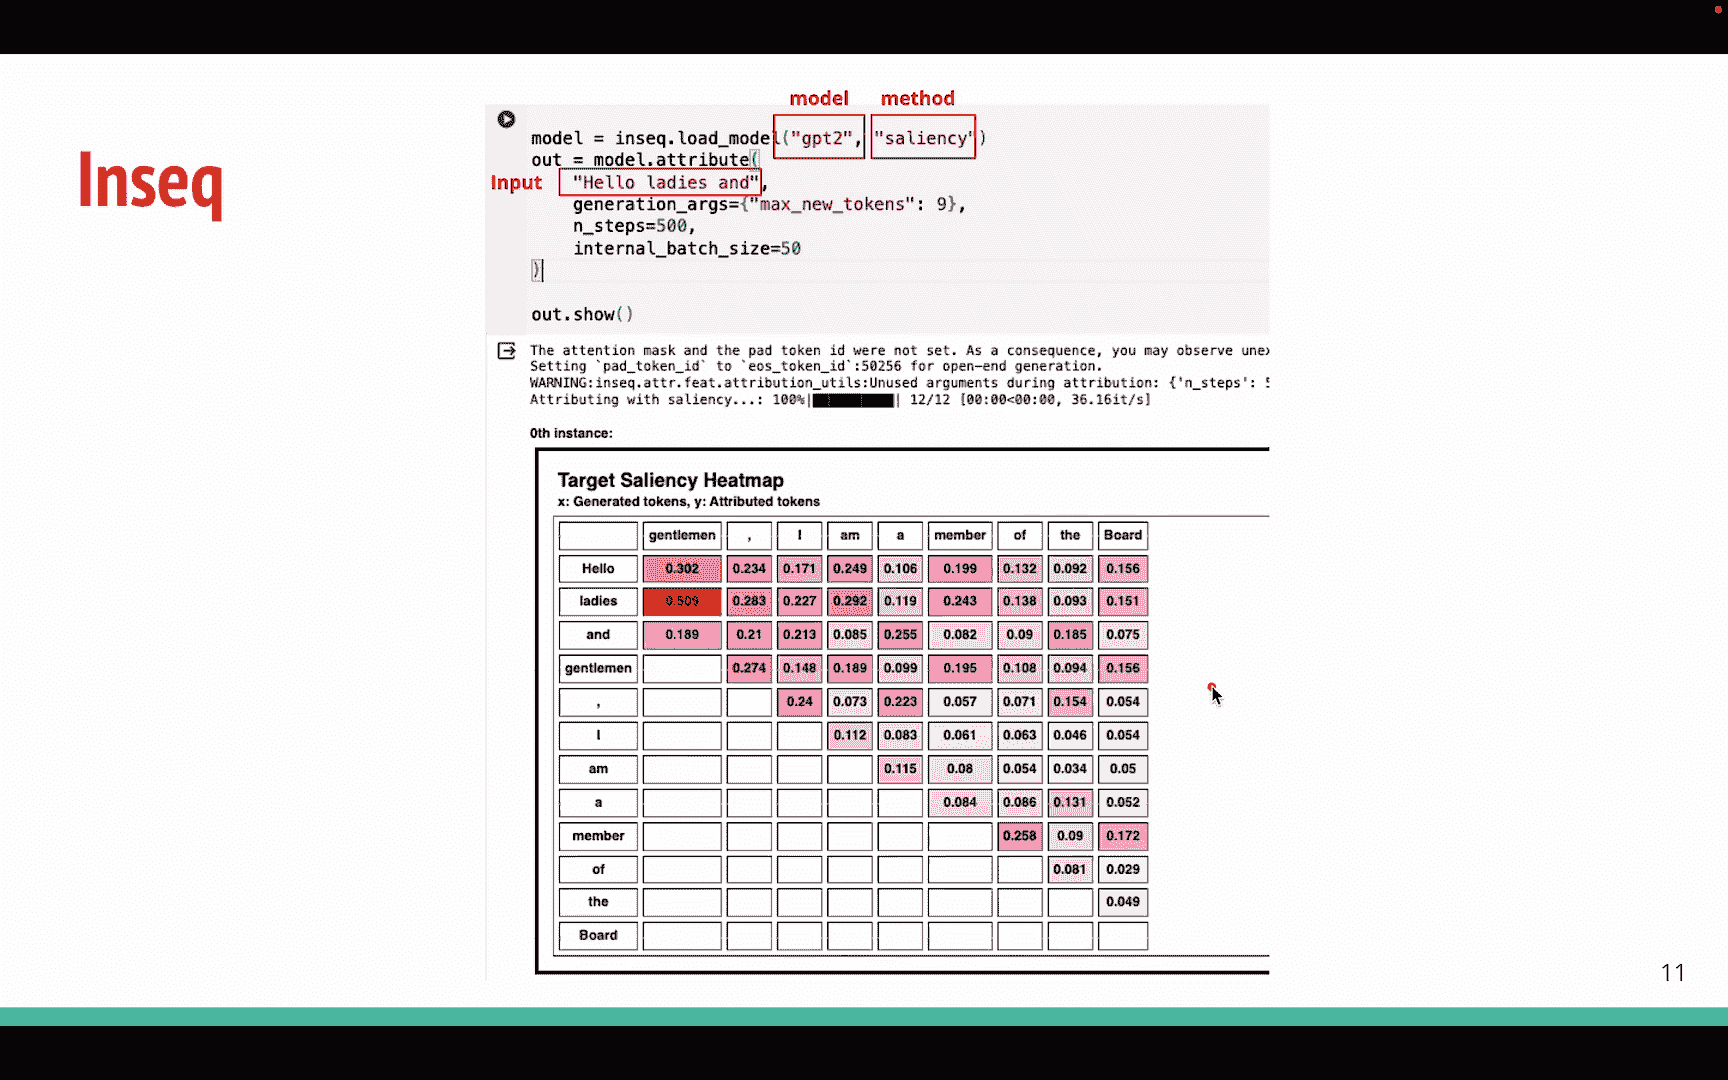 Inseq
model method
model = inseq.load_model("gpt2", "saliency")
out = model.attribute(
Input "Hello ladies and",
generation_args={"max_new_tokens": 9},
n_steps=500,
internal_batch_size=50
)
out.show()
The attention mask and the pad token id were not set. As a consequence, you may observe
Setting `pad_token_id` to `eos_token_id`:50256 for open-end generation.
WARNING:inseq.attr.feat.attribution_utils:Unused arguments during attribution: {'n_steps':
Attributing with saliency...: 100%| | 12/12 [00:00<00:00, 36.16it/s]
0th instance:
Target Saliency Heatmap
x: Generated tokens, y: Attributed tokens
gentlemen , I am a member of the Board
Hello 0.302 0.234 0.171 0.249 0.106 0.199 0.132 0.092 0.156
ladies 0.509 0.283 0.227 0.292 0.119 0.243 0.138 0.093 0.151
and 0.189 0.21 0.213 0.085 0.255 0.082 0.09 0.185 0.075
gentlemen 0.274 0.148 0.189 0.099 0.195 0.108 0.094 0.156
, 0.24 0.073 0.223 0.057 0.071 0.154 0.054
I 0.112 0.083 0.061 0.063 0.046 0.054
am 0.115 0.08 0.054 0.034 0.05
a 0.084 0.086 0.131 0.052
member 0.258 0.09 0.172
of 0.081 0.029
the 0.049
Board
11